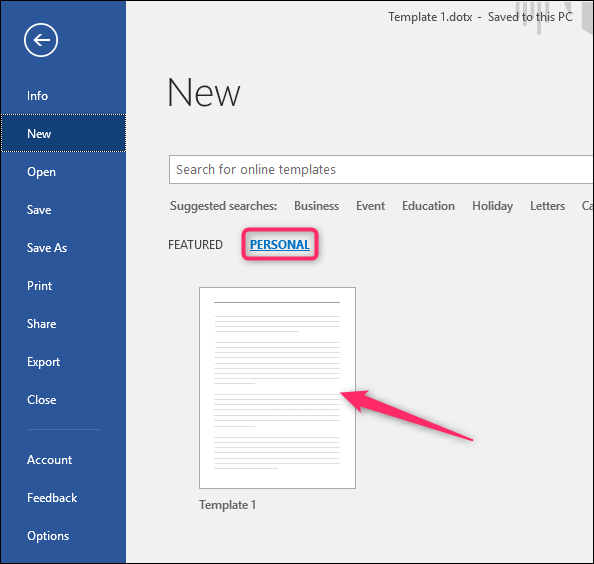 Template 1.dotx - Saved to this PC
Info
New
Open
Save
Save As
Print
Share
Export
Close
Account
Feedback
Options
New
Search for online templates
Suggested searches: Business Event Education Holiday Letters
FEATURED PERSONAL
Template 1